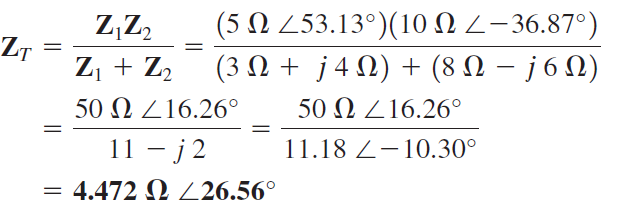 Z_T = Z₁Z₂ / (Z₁ + Z₂) = (5 Ω ∠53.13°)(10 Ω ∠−36.87°) / ((3 Ω + j 4 Ω) + (8 Ω − j 6 Ω))
= 50 Ω ∠16.26° / (11 − j 2) = 50 Ω ∠16.26° / (11.18 ∠−10.30°)
= 4.472 Ω ∠26.56°